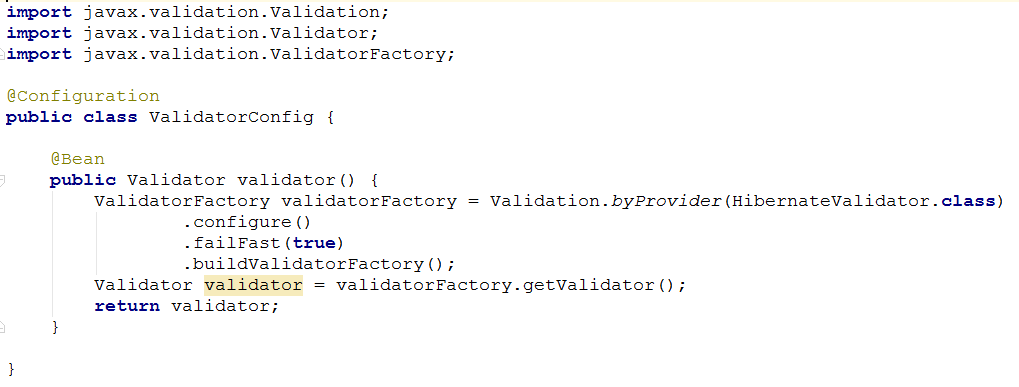 import javax.validation.Validation;
import javax.validation.Validator;
import javax.validation.ValidatorFactory;
@Configuration
public class ValidatorConfig {
@Bean
public Validator validator() {
ValidatorFactory validatorFactory = Validation.byProvider(HibernateValidator.class)
.configure()
.failFast(true)
.buildValidatorFactory();
Validator validator = validatorFactory.getValidator();
return validator;
}
}